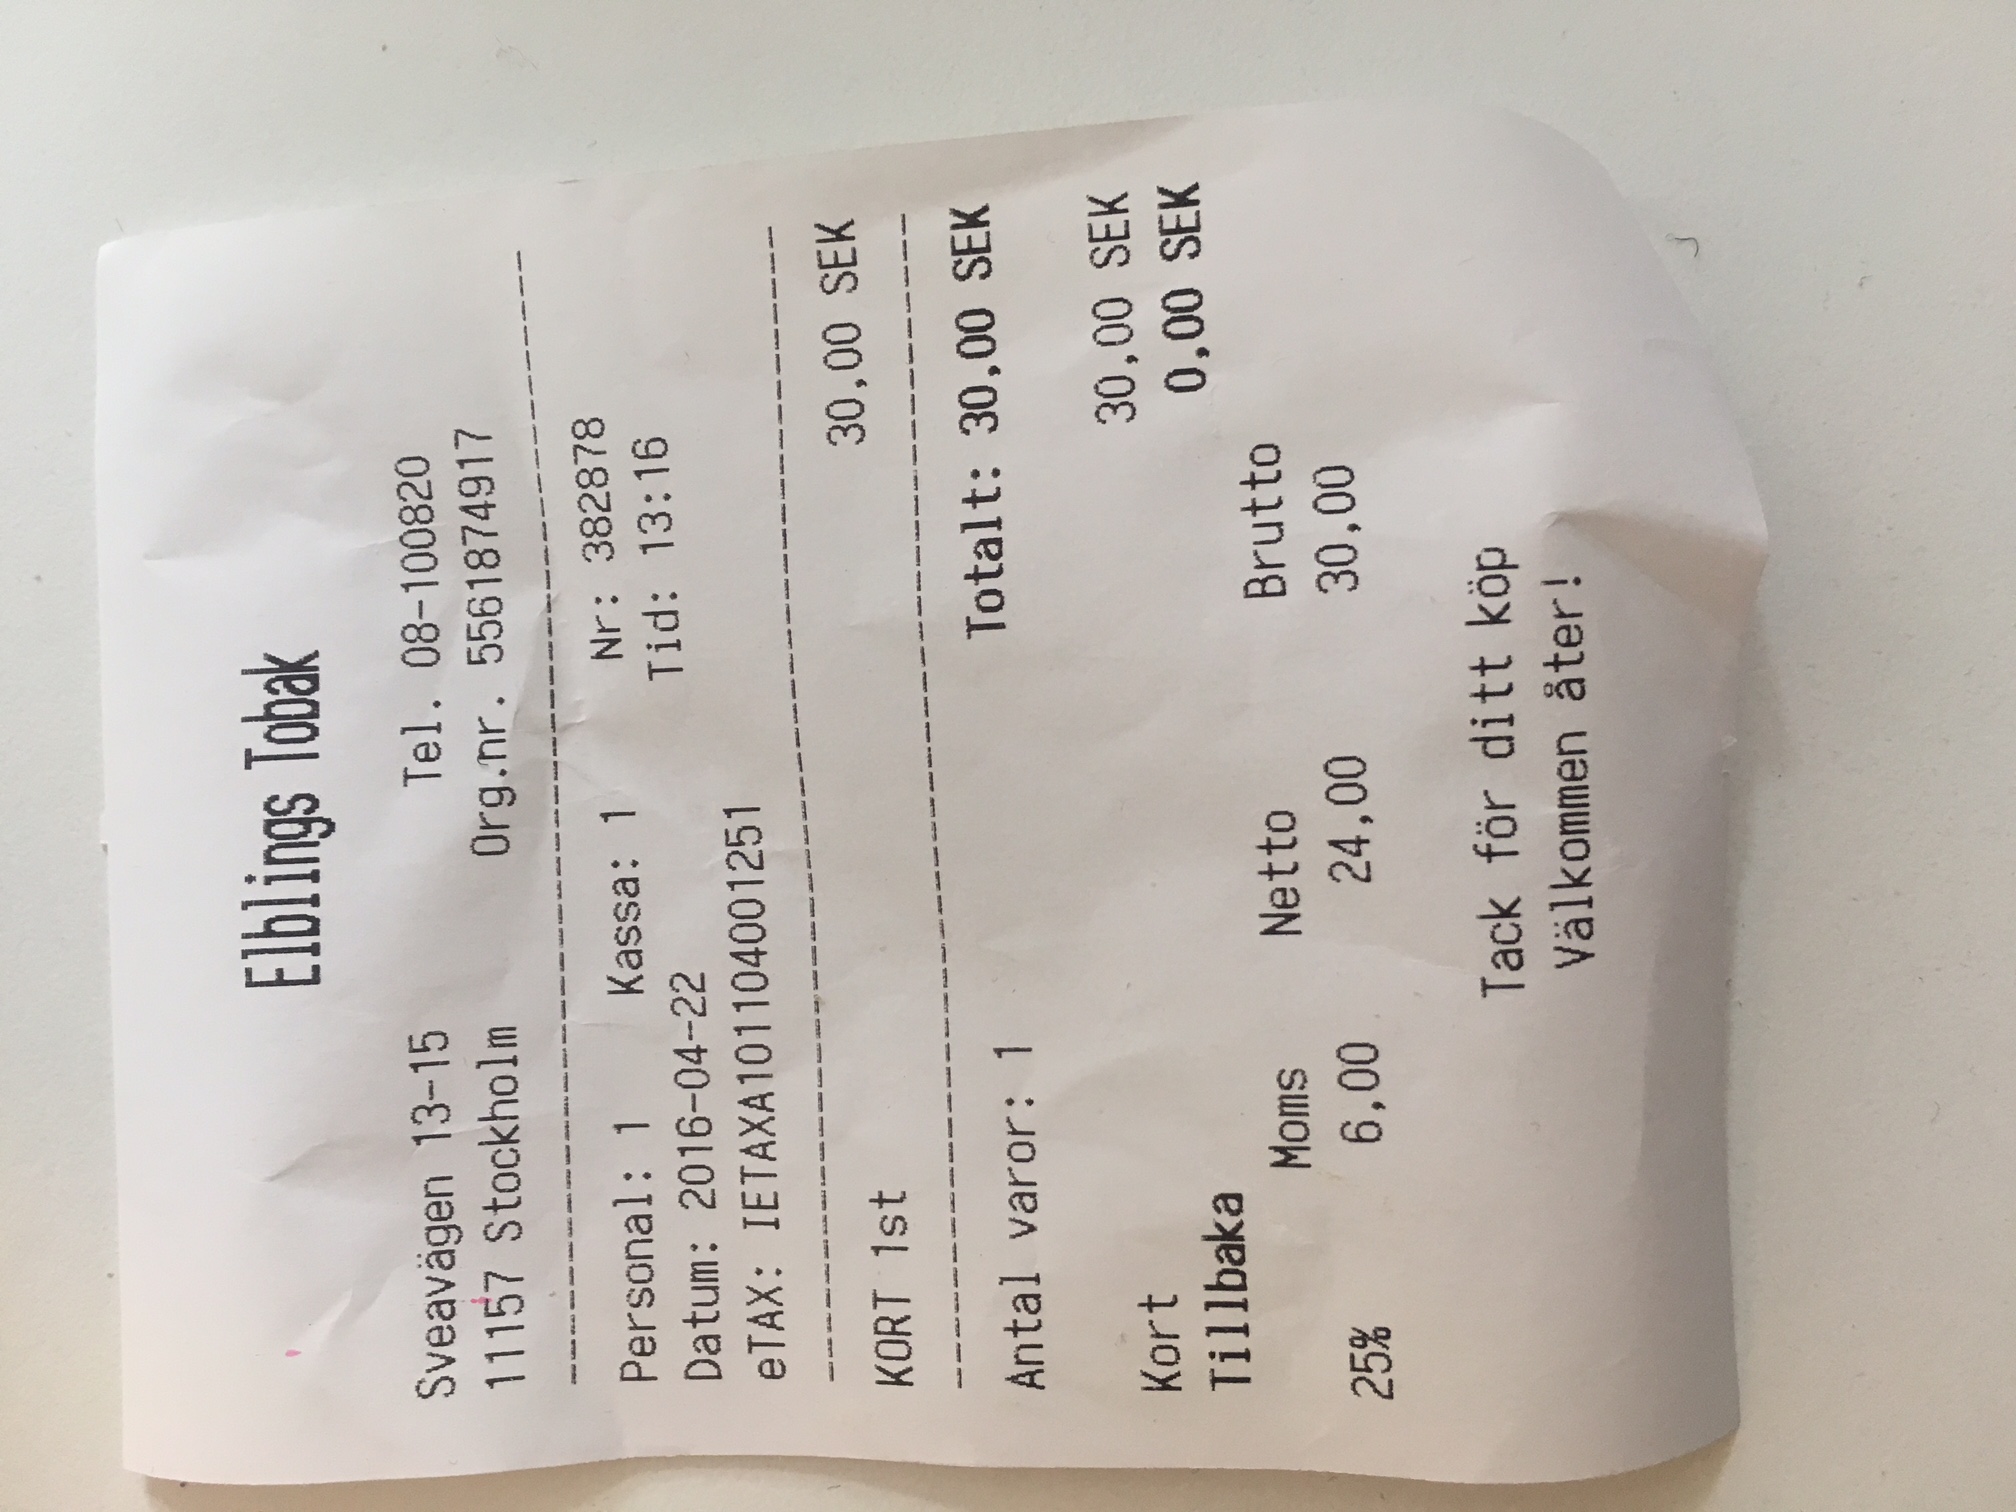 Elblings Tobak
Sveavägen 13-15 Tel. 08-100820
11157 Stockholm Org.nr. 5561874917
Personal: 1 Kassa: 1 Nr: 382878
Datum: 2016-04-22 Tid: 13:16
eTAX: IETAXA101104001251
KORT 1st 30,00 SEK
Antal varor: 1 Totalt: 30,00 SEK
Kort 30,00 SEK
Tillbaka 0,00 SEK
Moms Netto Brutto
25% 6,00 24,00 30,00
Tack för ditt köp
Välkommen åter!